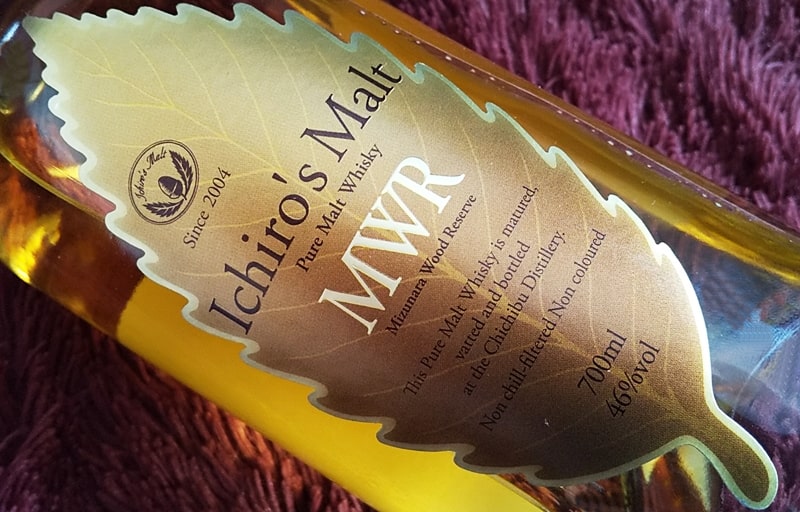 Ichiro's Malt
Since 2004
Ichiro's Malt
Pure Malt Whisky
MWR
Mizunara Wood Reserve
This Pure Malt Whisky is matured,
vatted and bottled
at the Chichibu Distillery.
Non chill-filtered Non coloured
700ml
46%vol